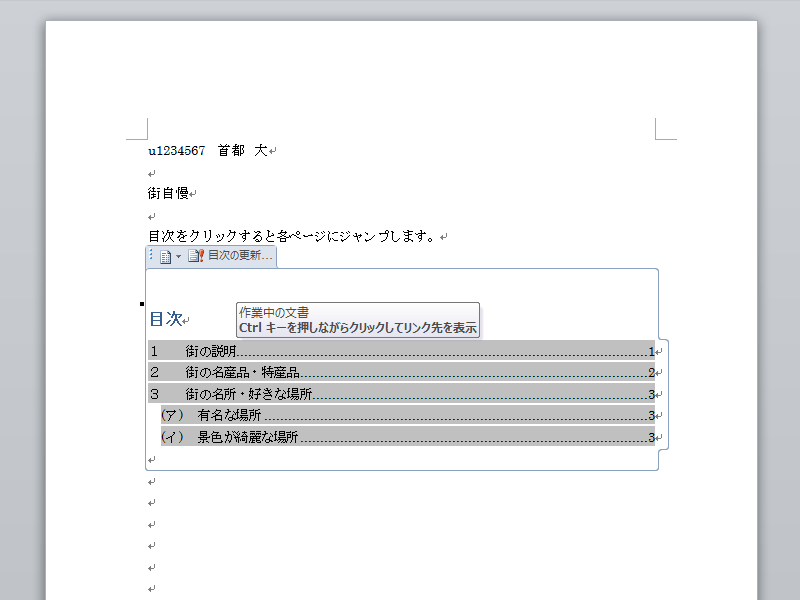 u1234567　首都　大
街自慢
目次をクリックすると各ページにジャンプします。
目次の更新...
作業中の文書
Ctrl キーを押しながらクリックしてリンク先を表示
目次
1　街の説明.....1
2　街の名産品・特産品.....2
3　街の名所・好きな場所.....3
(ア)　有名な場所.....3
(イ)　景色が綺麗な場所.....3